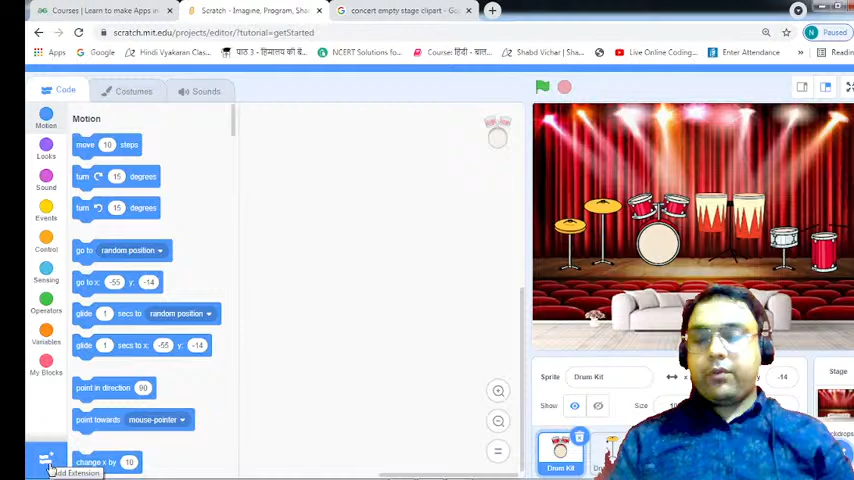 Courses | Learn to make Apps in
Scratch - Imagine, Program, Sha
concert empty stage clipart - Go
scratch.mit.edu/projects/editor/?tutorial=getStarted
Paused
Apps
Google
Hindi Vyakaran Clas
पाठ 3 - हिमालय की बे
NCERT Solutions for
Course: हिंदी - बाल
Shabd Vichar | Sha
Live Online Coding
Enter Attendance
Reading
Code
Costumes
Sounds
Motion
Looks
Sound
Events
Control
Sensing
Operators
Variables
My Blocks
Motion
move 10 steps
turn 15 degrees
turn 15 degrees
go to random position
go to x: -55 y: -14
glide 1 secs to random position
glide 1 secs to x: -55 y: -14
point in direction 90
point towards mouse-pointer
change x by 10
Add Extension
Sprite Drum Kit x -14
Show Size
Stage
Drum Kit